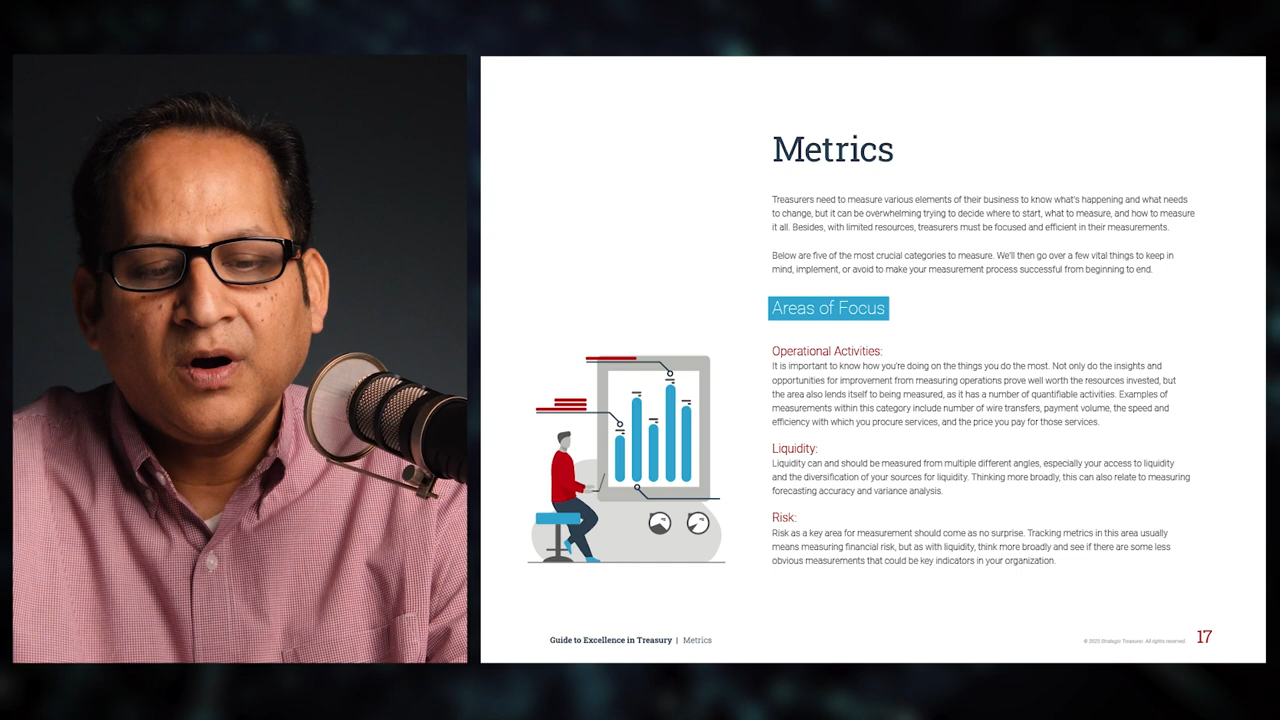 Metrics
Treasurers need to measure various elements of their business to know what's happening and what needs
to change, but it can be overwhelming trying to decide where to start, what to measure, and how to measure
it all. Besides, with limited resources, treasurers must be focused and efficient in their measurements.
Below are five of the most crucial categories to measure. We'll then go over a few vital things to keep in
mind, implement, or avoid to make your measurement process successful from beginning to end.
Areas of Focus
Operational Activities:
It is important to know how you're doing on the things you do the most. Not only do the insights and
opportunities for improvement from measuring operations prove well worth the resources invested, but
the area also lends itself to being measured, as it has a number of quantifiable activities. Examples of
measurements within this category include number of wire transfers, payment volume, the speed and
efficiency with which you procure services, and the price you pay for those services.
Liquidity:
Liquidity can and should be measured from multiple different angles, especially your access to liquidity
and the diversification of your sources for liquidity. Thinking more broadly, this can also relate to measuring
forecasting accuracy and variance analysis.
Risk:
Risk as a key area for measurement should come as no surprise. Tracking metrics in this area usually
means measuring financial risk, but as with liquidity, think more broadly and see if there are some less
obvious measurements that could be key indicators in your organization.
Guide to Excellence in Treasury | Metrics
© 2025 Strategic Treasurer. All rights reserved.
17